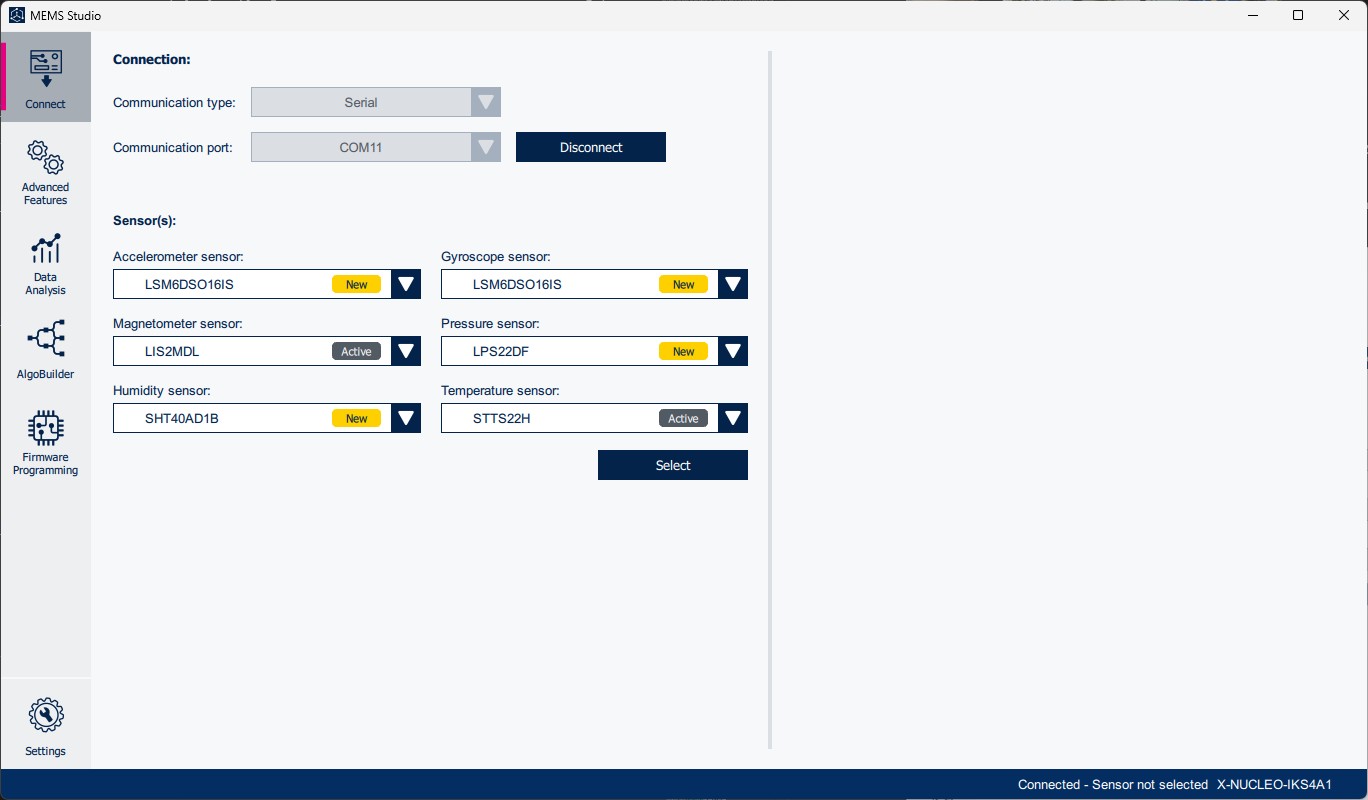 MEMS Studio
Connect
Advanced
Features
Data
Analysis
AlgoBuilder
Firmware
Programming
Settings
Connection:
Communication type: Serial
Communication port: COM11 Disconnect
Sensor(s):
Accelerometer sensor: Gyroscope sensor:
LSM6DSO16IS New LSM6DSO16IS New
Magnetometer sensor: Pressure sensor:
LIS2MDL Active LPS22DF New
Humidity sensor: Temperature sensor:
SHT40AD1B New STTS22H Active
Select
Connected - Sensor not selected X-NUCLEO-IKS4A1